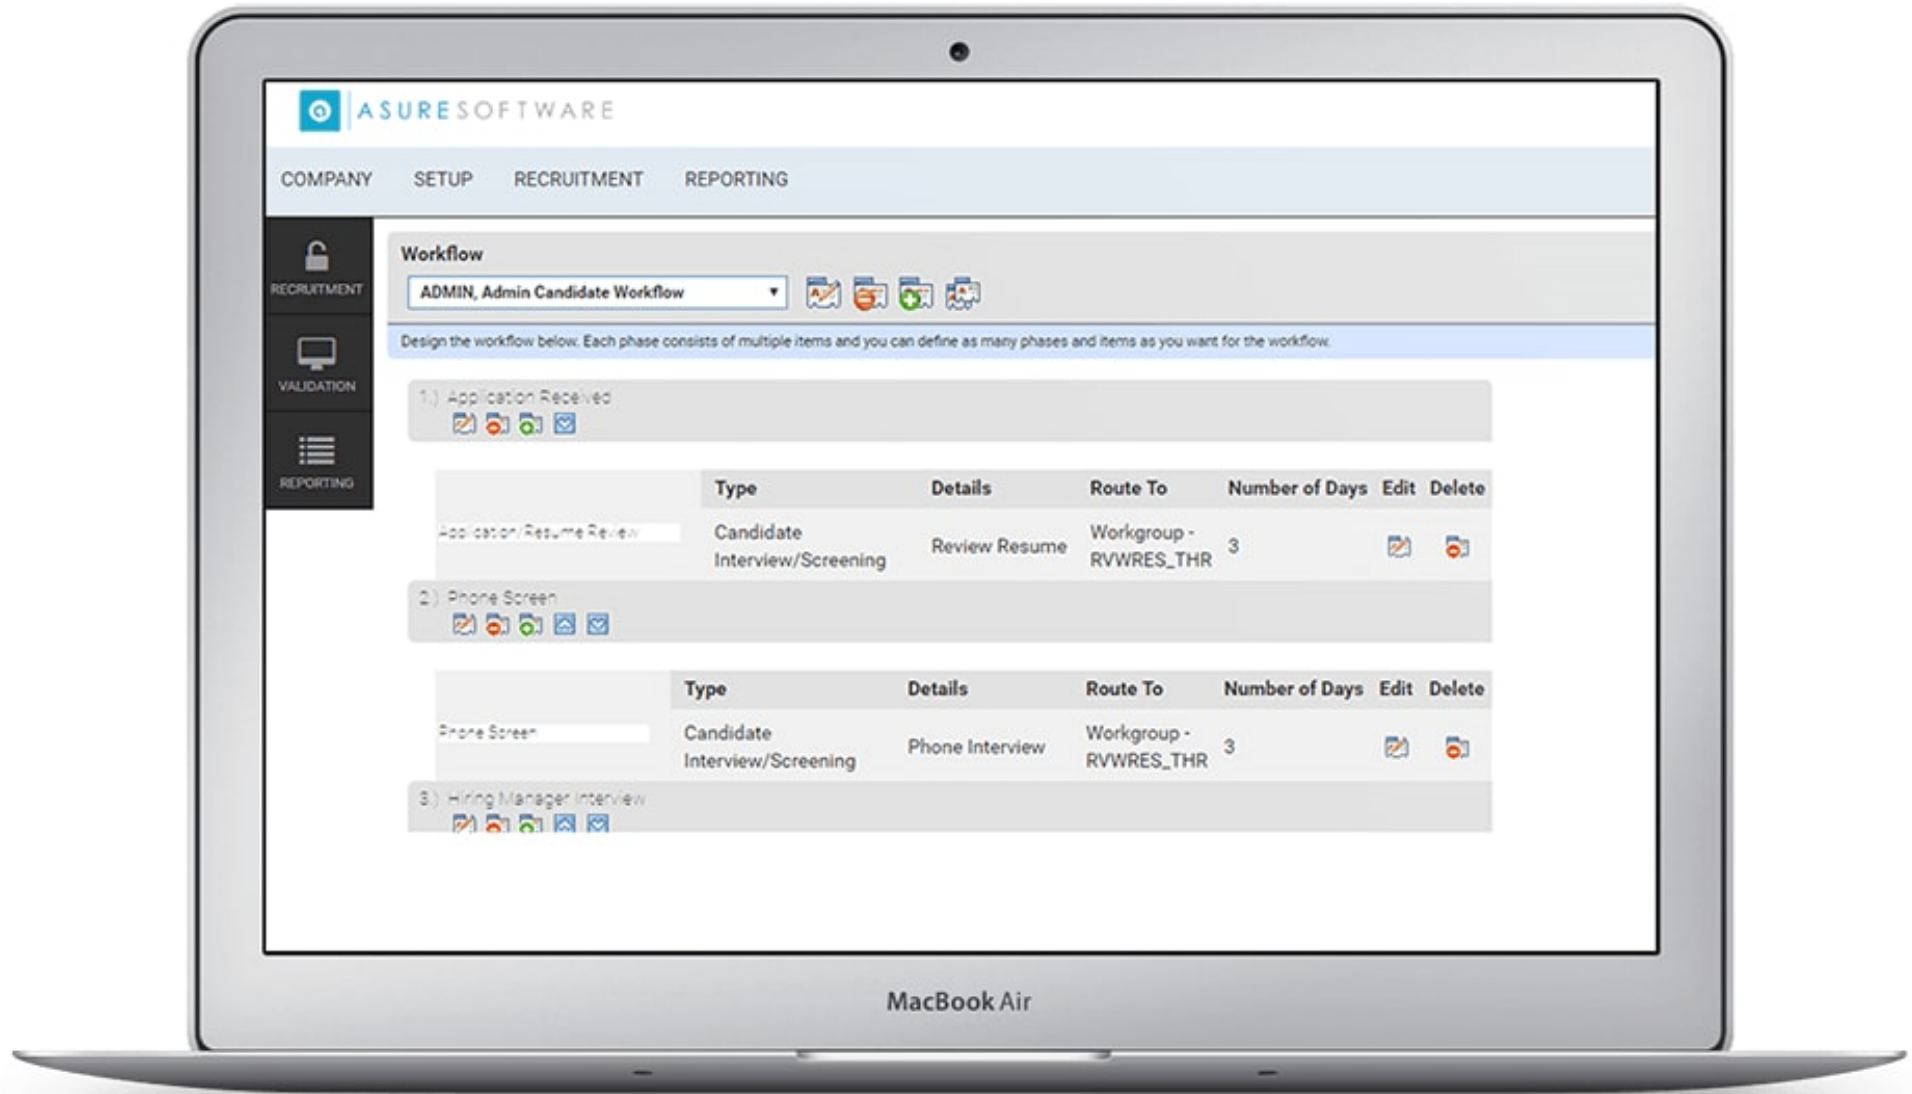 ASURESOFTWARE
COMPANY SETUP RECRUITMENT REPORTING
RECRUITMENT
VALIDATION
REPORTING
Workflow
ADMIN, Admin Candidate Workflow
Design the workflow below. Each phase consists of multiple items and you can define as many phases and items as you want for the workflow.
1.) Application Received
Type Details Route To Number of Days Edit Delete
Application/Resume Review
Candidate
Interview/Screening
Review Resume
Workgroup -
RVWRES_THR
3
2.) Phone Screen
Type Details Route To Number of Days Edit Delete
Phone Screen
Candidate
Interview/Screening
Phone Interview
Workgroup -
RVWRES_THR
3
3.) Hiring Manager Interview
MacBook Air